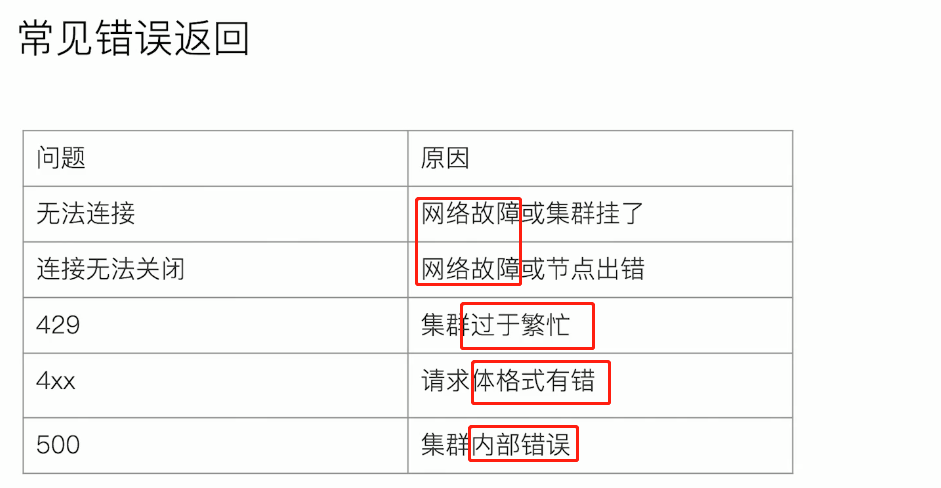 常见错误返回
问题 原因
无法连接 网络故障或集群挂了
连接无法关闭 网络故障或节点出错
429 集群过于繁忙
4xx 请求体格式有错
500 集群内部错误